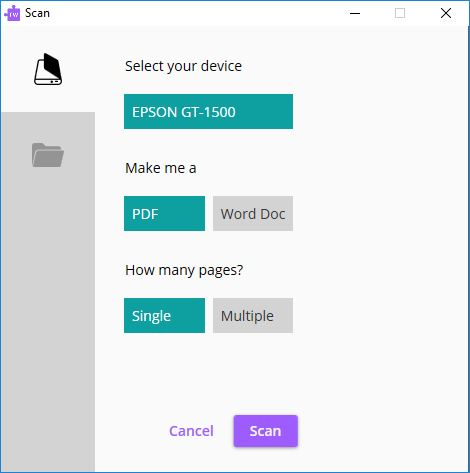 Scan
Select your device
EPSON GT-1500
Make me a
PDF Word Doc
How many pages?
Single Multiple
Cancel Scan